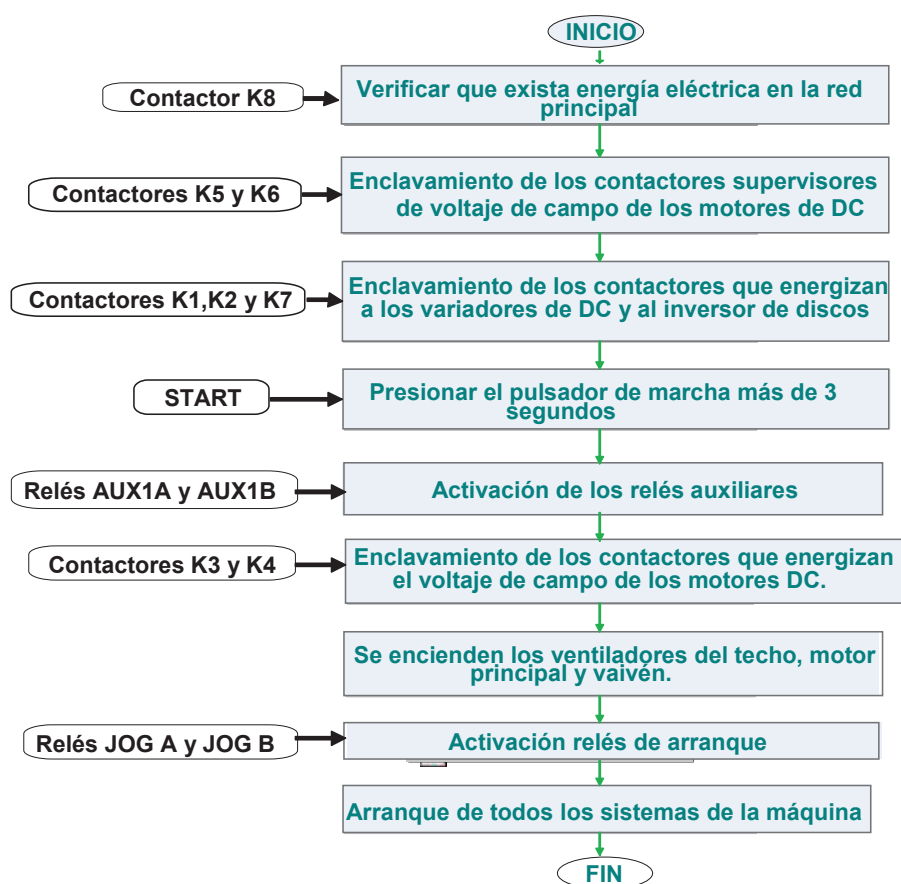 INICIO
Contactor K8
Verificar que exista energía eléctrica en la red
principal
Contactores K5 y K6
Enclavamiento de los contactores supervisores
de voltaje de campo de los motores de DC
Contactores K1,K2 y K7
Enclavamiento de los contactores que energizan
a los variadores de DC y al inversor de discos
START
Presionar el pulsador de marcha más de 3
segundos
Relés AUX1A y AUX1B
Activación de los relés auxiliares
Contactores K3 y K4
Enclavamiento de los contactores que energizan
el voltaje de campo de los motores DC.
Se encienden los ventiladores del techo, motor
principal y vaivén.
Relés JOG A y JOG B
Activación relés de arranque
Arranque de todos los sistemas de la máquina
FIN